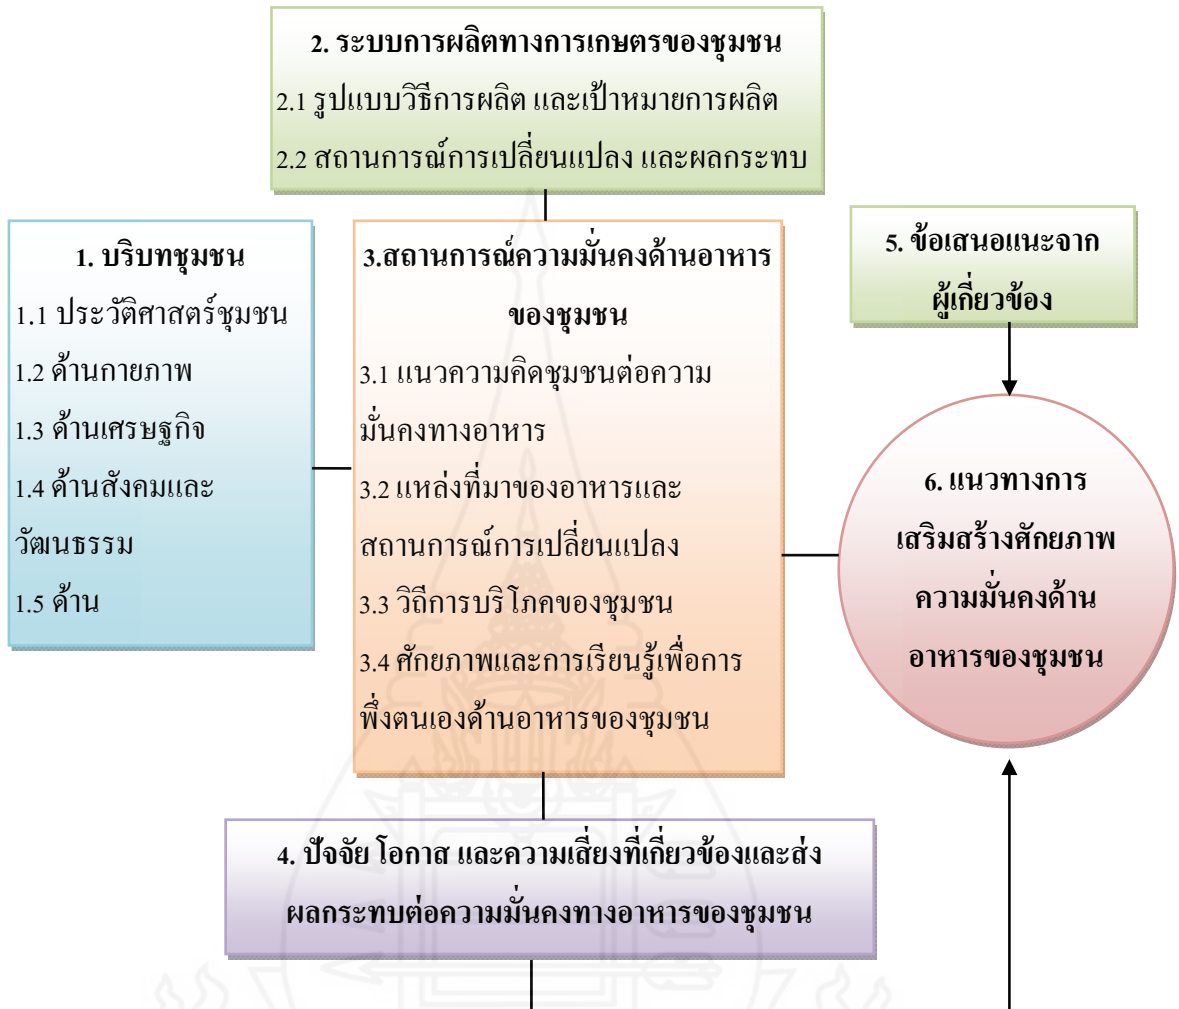 2. ระบบการผลิตทางการเกษตรของชุมชน
2.1 รูปแบบวิธีการผลิต และเป้าหมายการผลิต
2.2 สถานการณ์การเปลี่ยนแปลง และผลกระทบ
1. บริบทชุมชน
1.1 ประวัติศาสตร์ชุมชน
1.2 ด้านกายภาพ
1.3 ด้านเศรษฐกิจ
1.4 ด้านสังคมและ
วัฒนธรรม
1.5 ด้าน
3.สถานการณ์ความมั่นคงด้านอาหาร
ของชุมชน
3.1 แนวความคิดชุมชนต่อความ
มั่นคงทางอาหาร
3.2 แหล่งที่มาของอาหารและ
สถานการณ์การเปลี่ยนแปลง
3.3 วิถีการบริโภคของชุมชน
3.4 ศักยภาพและการเรียนรู้เพื่อการ
พึ่งตนเองด้านอาหารของชุมชน
5. ข้อเสนอแนะจาก
ผู้เกี่ยวข้อง
6. แนวทางการ
เสริมสร้างศักยภาพ
ความมั่นคงด้าน
อาหารของชุมชน
4. ปัจจัย โอกาส และความเสี่ยงที่เกี่ยวข้องและส่ง
ผลกระทบต่อความมั่นคงทางอาหารของชุมชน